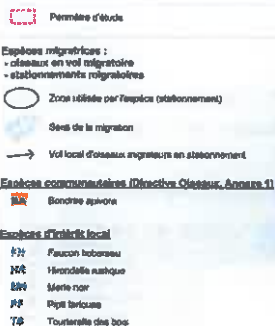 Périmètre d'étude
Espèces migratrices :
- oiseaux en vol migratoire
- stationnements migratoires
Zone utilisée par l'espèce (stationnement)
Sens de la migration
Vol local d'oiseaux migrateurs en stationnement
Espèces communautaires (Directive Oiseaux, Annexe 1)
Bondrée apivore
Espèces d'intérêt local
Faucon hobereau
Hirondelle rustique
Merle noir
Pipit farlouse
TB Tourterelle des bois